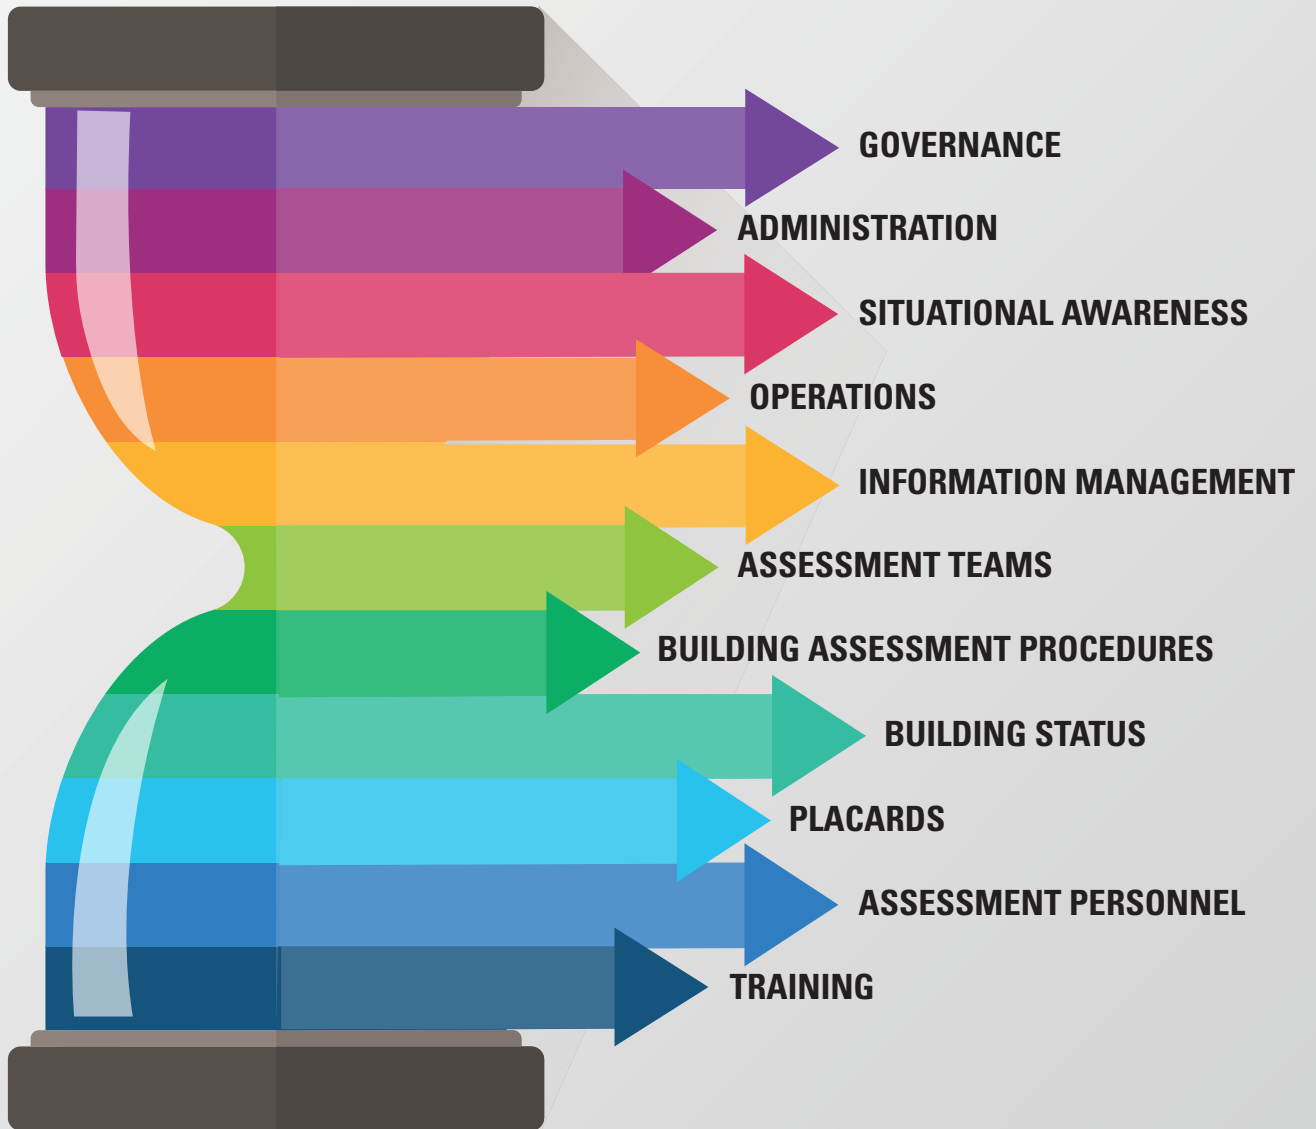 GOVERNANCE
ADMINISTRATION
SITUATIONAL AWARENESS
OPERATIONS
INFORMATION MANAGEMENT
ASSESSMENT TEAMS
BUILDING ASSESSMENT PROCEDURES
BUILDING STATUS
PLACARDS
ASSESSMENT PERSONNEL
TRAINING